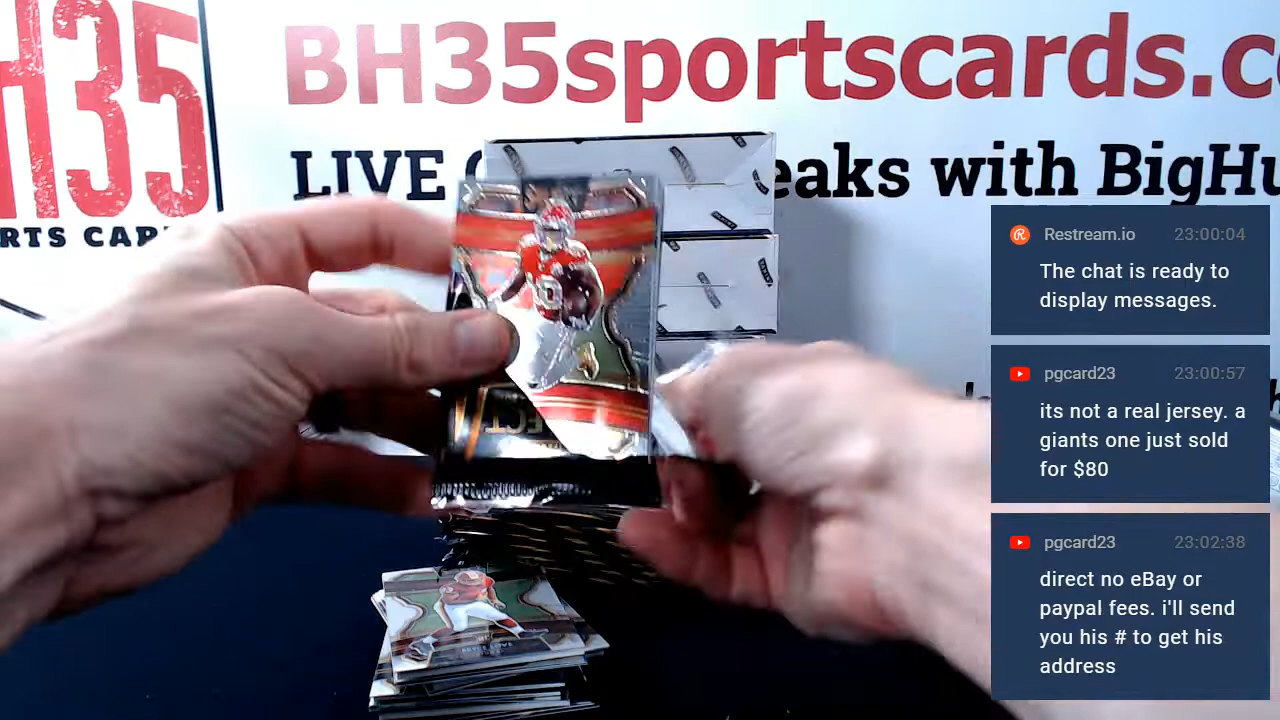 H35
RTS CAR
BH35sportscards.c
LIVE
eaks with BigHu
Restream.io 23:00:04
The chat is ready to
display messages.
pgcard23 23:00:57
its not a real jersey. a
giants one just sold
for $80
pgcard23 23:02:38
direct no eBay or
paypal fees. i'll send
you his # to get his
address